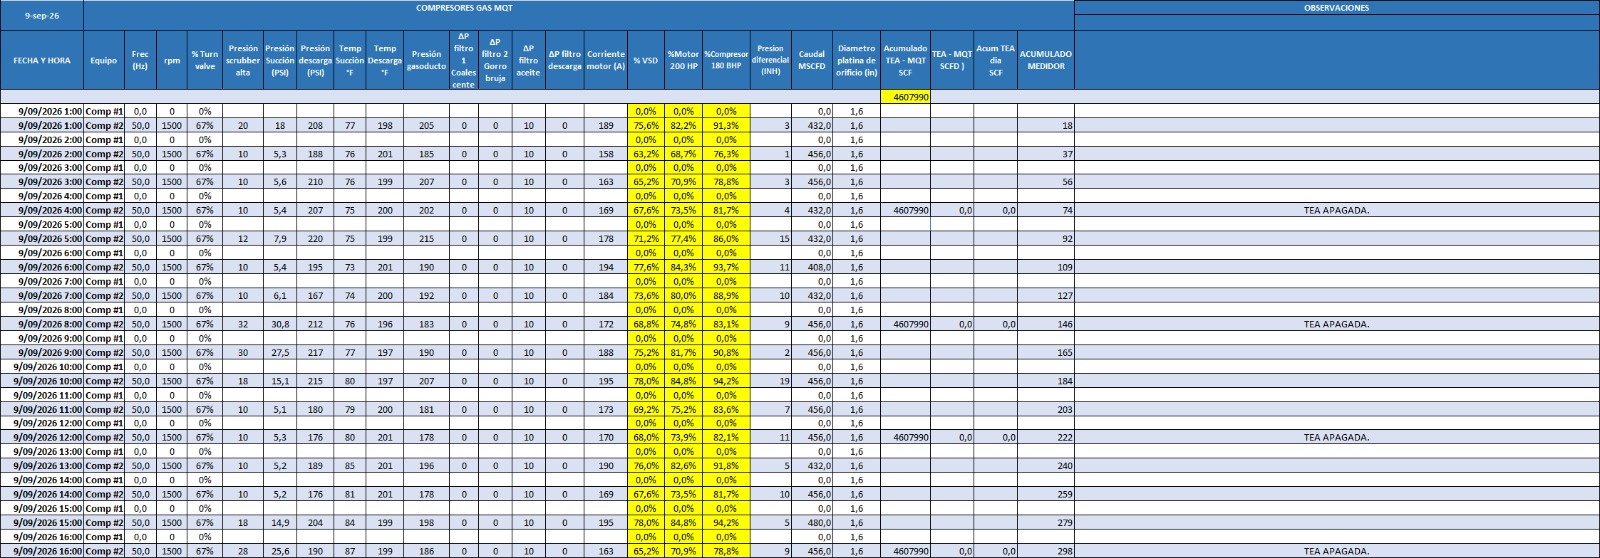 9-sep-26 COMPRESORES GAS MQT OBSERVACIONES
FECHA Y HORA Equipo Frec (Hz) rpm % Turn valve Presión scrubber alta Presión Succión (PSI) Presión descarga (PSI) Temp Succión °F Temp Descarga °F Presión gasoducto ΔP filtro 1 Coalescente ΔP filtro 2 Gorro bruja ΔP filtro aceite ΔP filtro descarga Corriente motor (A) % VSD %Motor 200 HP %Compresor 180 BHP Presion diferencial (INH) Caudal MSCFD Diametro platina de orificio (in) Acumulado TEA - MQT SCF TEA - MQT SCFD ) Acum TEA dia SCF ACUMULADO MEDIDOR
4607990
9/09/2026 1:00 Comp #1 0,0 0 0% 0,0% 0,0% 0,0% 0,0 1,6
9/09/2026 1:00 Comp #2 50,0 1500 67% 20 18 208 77 198 205 0 0 10 0 189 75,6% 82,2% 91,3% 3 432,0 1,6 18
9/09/2026 2:00 Comp #1 0,0 0 0% 0,0% 0,0% 0,0% 0,0 1,6
9/09/2026 2:00 Comp #2 50,0 1500 67% 10 5,3 188 76 201 185 0 0 10 0 158 63,2% 68,7% 76,3% 1 456,0 1,6 37
9/09/2026 3:00 Comp #1 0,0 0 0% 0,0% 0,0% 0,0% 0,0 1,6
9/09/2026 3:00 Comp #2 50,0 1500 67% 10 5,6 210 76 199 207 0 0 10 0 163 65,2% 70,9% 78,8% 3 456,0 1,6 56
9/09/2026 4:00 Comp #1 0,0 0 0% 0,0% 0,0% 0,0% 0,0 1,6
9/09/2026 4:00 Comp #2 50,0 1500 67% 10 5,4 207 75 200 202 0 0 10 0 169 67,6% 73,5% 81,7% 4 432,0 1,6 4607990 0,0 0,0 74 TEA APAGADA.
9/09/2026 5:00 Comp #1 0,0 0 0% 0,0% 0,0% 0,0% 0,0 1,6
9/09/2026 5:00 Comp #2 50,0 1500 67% 12 7,9 220 75 199 215 0 0 10 0 178 71,2% 77,4% 86,0% 15 432,0 1,6 92
9/09/2026 6:00 Comp #1 0,0 0 0% 0,0% 0,0% 0,0% 0,0 1,6
9/09/2026 6:00 Comp #2 50,0 1500 67% 10 5,4 195 73 201 190 0 0 10 0 194 77,6% 84,3% 93,7% 11 408,0 1,6 109
9/09/2026 7:00 Comp #1 0,0 0 0% 0,0% 0,0% 0,0% 0,0 1,6
9/09/2026 7:00 Comp #2 50,0 1500 67% 10 6,1 167 74 200 192 0 0 10 0 184 73,6% 80,0% 88,9% 10 432,0 1,6 127
9/09/2026 8:00 Comp #1 0,0 0 0% 0,0% 0,0% 0,0% 0,0 1,6
9/09/2026 8:00 Comp #2 50,0 1500 67% 32 30,8 212 76 196 183 0 0 10 0 172 68,8% 74,8% 83,1% 9 456,0 1,6 4607990 0,0 0,0 146 TEA APAGADA.
9/09/2026 9:00 Comp #1 0,0 0 0% 0,0% 0,0% 0,0% 0,0 1,6
9/09/2026 9:00 Comp #2 50,0 1500 67% 30 27,5 217 77 197 190 0 0 10 0 188 75,2% 81,7% 90,8% 2 456,0 1,6 165
9/09/2026 10:00 Comp #1 0,0 0 0% 0,0% 0,0% 0,0% 0,0 1,6
9/09/2026 10:00 Comp #2 50,0 1500 67% 18 15,1 215 80 197 207 0 0 10 0 195 78,0% 84,8% 94,2% 19 456,0 1,6 184
9/09/2026 11:00 Comp #1 0,0 0 0% 0,0% 0,0% 0,0% 0,0 1,6
9/09/2026 11:00 Comp #2 50,0 1500 67% 10 5,1 180 79 200 181 0 0 10 0 173 69,2% 75,2% 83,6% 7 456,0 1,6 203
9/09/2026 12:00 Comp #1 0,0 0 0% 0,0% 0,0% 0,0% 0,0 1,6
9/09/2026 12:00 Comp #2 50,0 1500 67% 10 5,3 176 80 201 178 0 0 10 0 170 68,0% 73,9% 82,1% 11 456,0 1,6 4607990 0,0 0,0 222 TEA APAGADA.
9/09/2026 13:00 Comp #1 0,0 0 0% 0,0% 0,0% 0,0% 0,0 1,6
9/09/2026 13:00 Comp #2 50,0 1500 67% 10 5,2 189 85 201 196 0 0 10 0 190 76,0% 82,6% 91,8% 5 432,0 1,6 240
9/09/2026 14:00 Comp #1 0,0 0 0% 0,0% 0,0% 0,0% 0,0 1,6
9/09/2026 14:00 Comp #2 50,0 1500 67% 10 5,2 176 81 201 178 0 0 10 0 169 67,6% 73,5% 81,7% 10 456,0 1,6 259
9/09/2026 15:00 Comp #1 0,0 0 0% 0,0% 0,0% 0,0% 0,0 1,6
9/09/2026 15:00 Comp #2 50,0 1500 67% 18 14,9 204 84 199 198 0 0 10 0 195 78,0% 84,8% 94,2% 5 480,0 1,6 279
9/09/2026 16:00 Comp #1 0,0 0 0% 0,0% 0,0% 0,0% 0,0 1,6
9/09/2026 16:00 Comp #2 50,0 1500 67% 28 25,6 190 87 199 186 0 0 10 0 163 65,2% 70,9% 78,8% 9 456,0 1,6 4607990 0,0 0,0 298 TEA APAGADA.